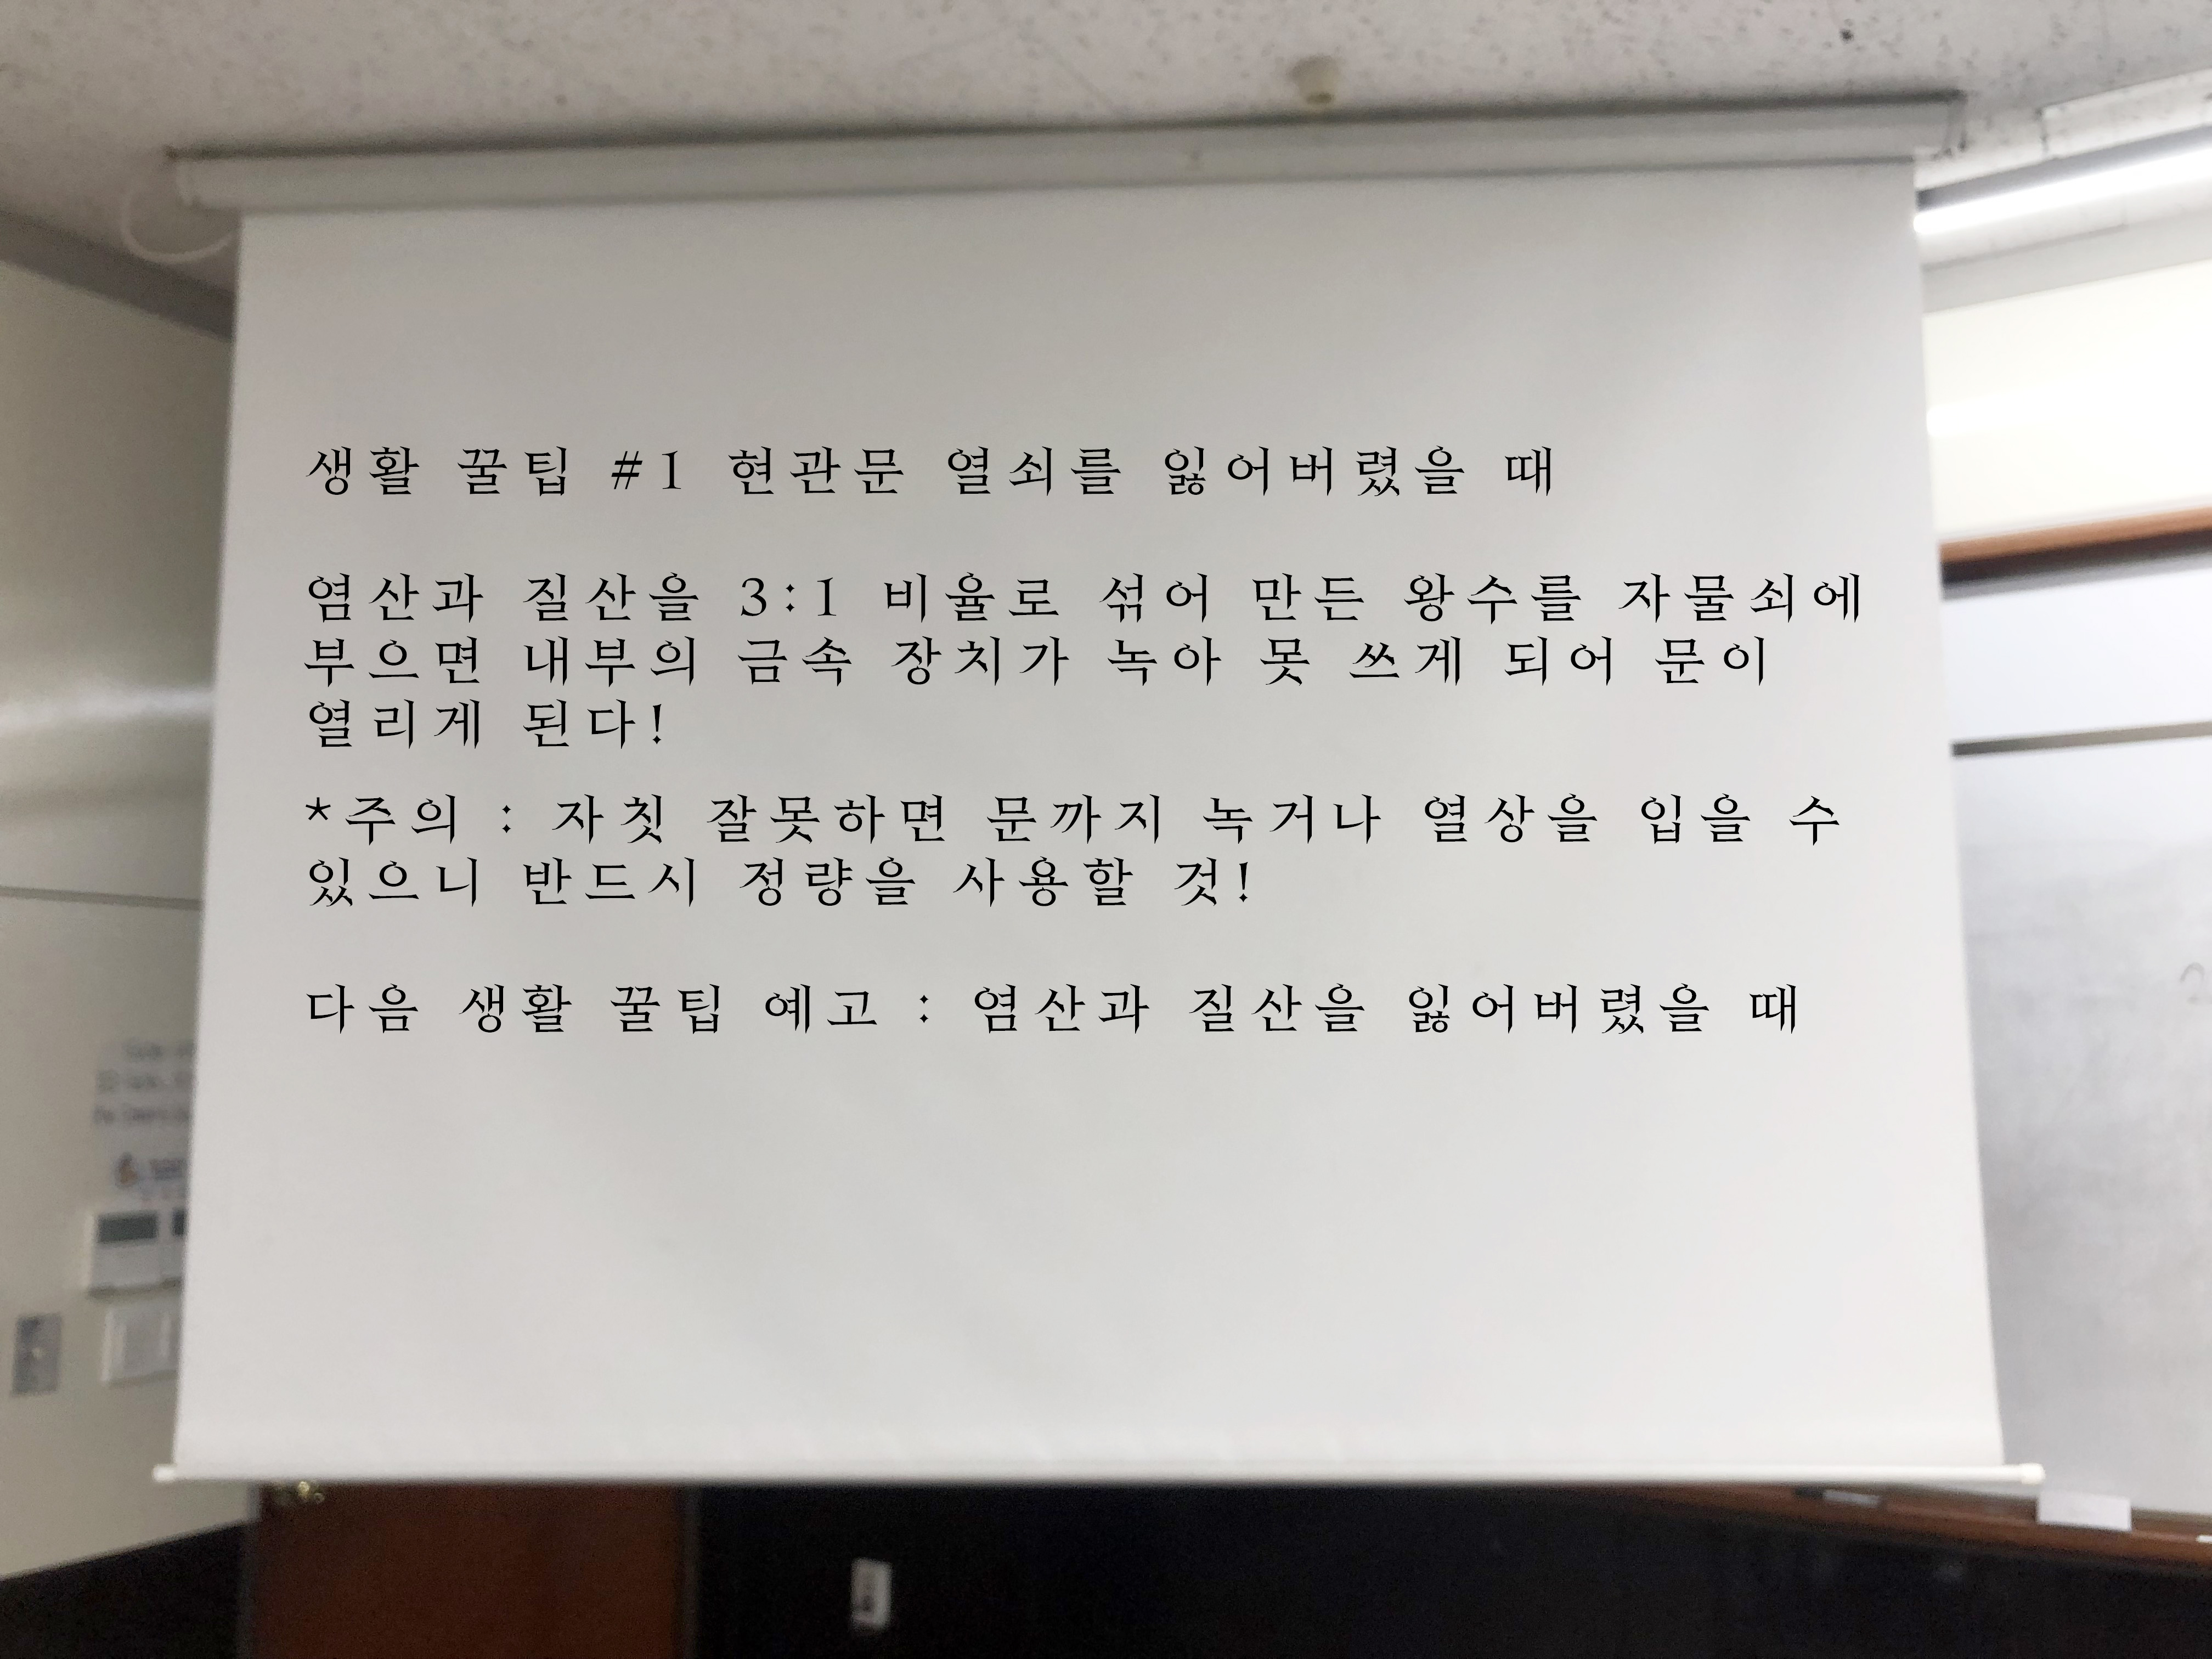 생활 꿀팁 #1 현관문 열쇠를 잃어버렸을 때
염산과 질산을 3:1 비율로 섞어 만든 왕수를 자물쇠에
부으면 내부의 금속 장치가 녹아 못 쓰게 되어 문이
열리게 된다!
*주의 : 자칫 잘못하면 문까지 녹거나 열상을 입을 수
있으니 반드시 정량을 사용할 것!
다음 생활 꿀팁 예고 : 염산과 질산을 잃어버렸을 때